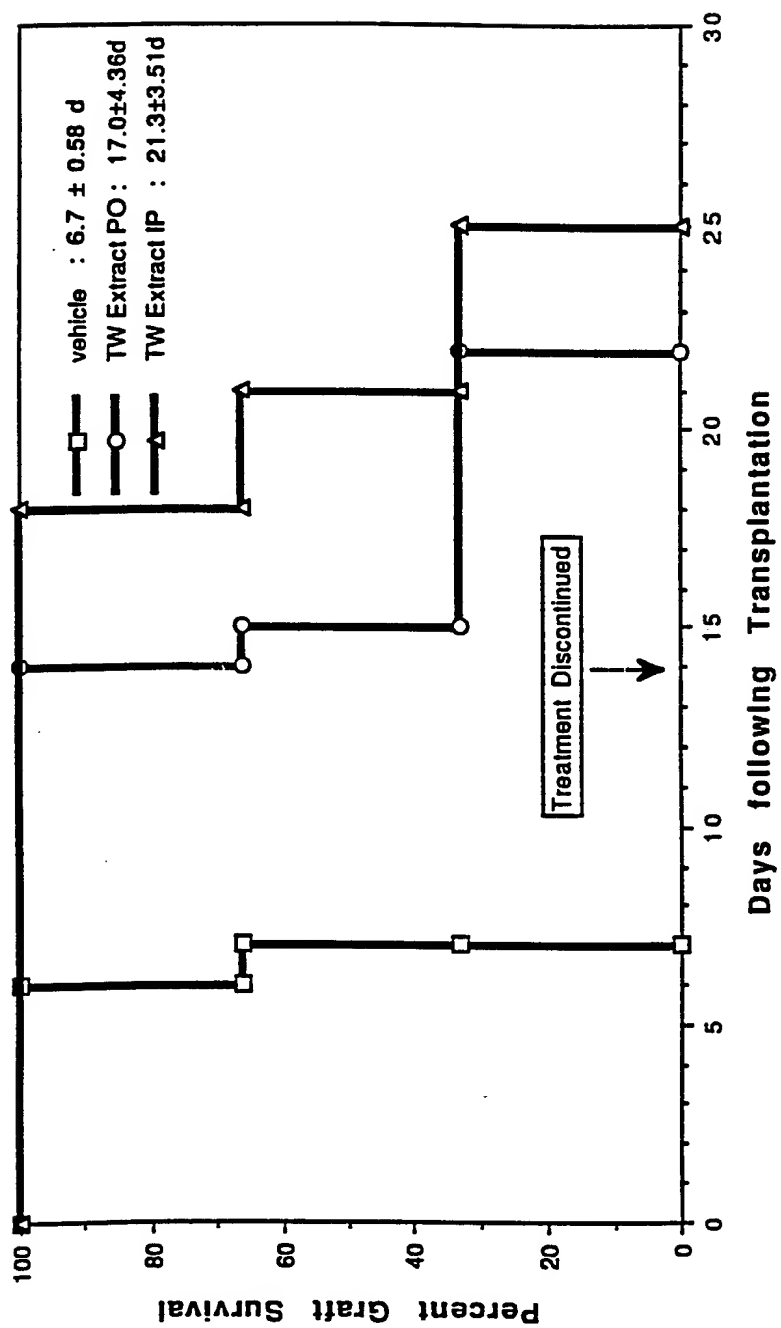 Percent Graft Survival
100
80
60
40
20
0
vehicle : 6.7 ± 0.58 d
TW Extract PO : 17.0±4.36d
TW Extract IP : 21.3±3.51d
Treatment Discontinued
0
5
10
15
20
25
30
Days following Transplantation